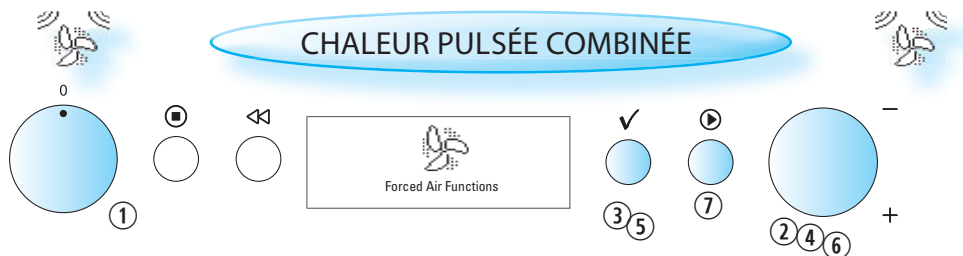 CHALEUR PULSÉE COMBINÉE
0
Forced Air Functions
−
+
① ③ ⑤ ⑦ ② ④ ⑥